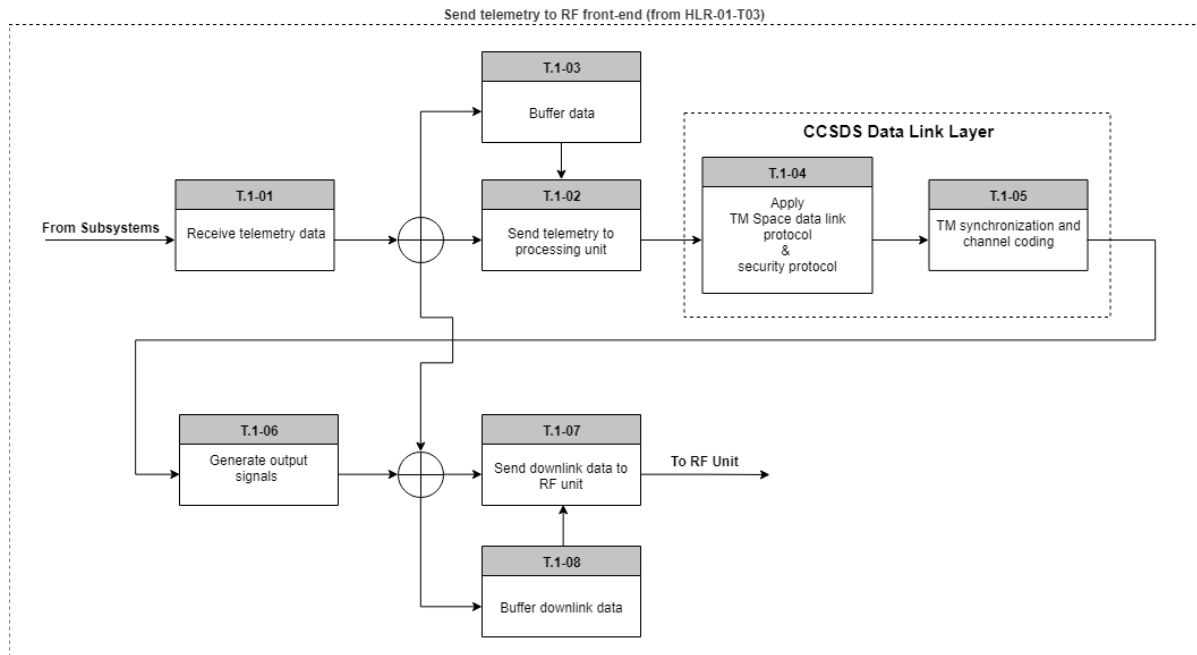 Send telemetry to RF front-end (from HLR-01-T03)
T.1-03
Buffer data
CCSDS Data Link Layer
T.1-01
Receive telemetry data
From Subsystems
T.1-02
Send telemetry to
processing unit
T.1-04
Apply
TM Space data link
protocol
&
security protocol
T.1-05
TM synchronization and
channel coding
T.1-06
Generate output
signals
T.1-07
Send downlink data to
RF unit
To RF Unit
T.1-08
Buffer downlink data